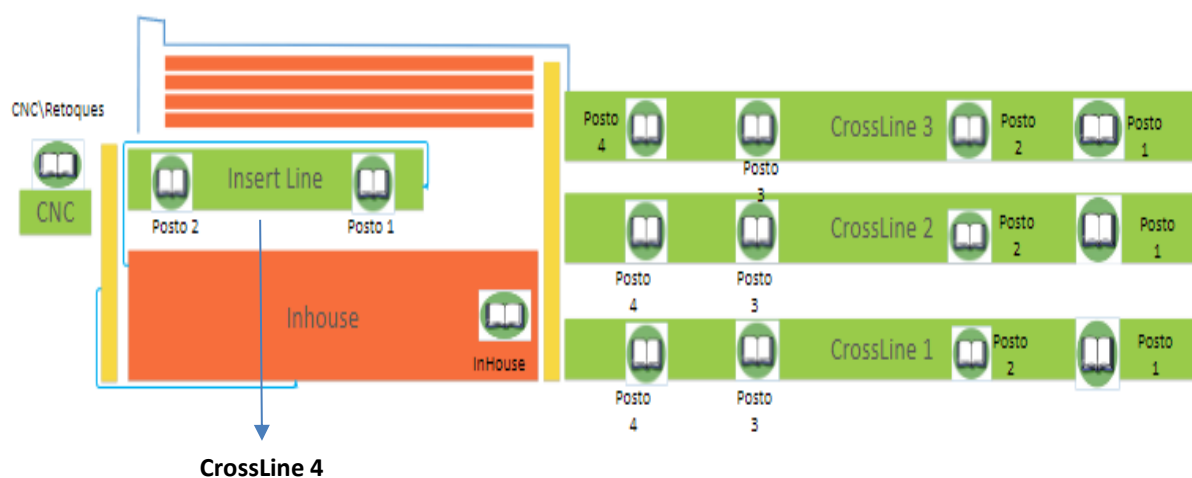 CNC\Retoques
CNC
Insert Line
Posto 2
Posto 1
Inhouse
InHouse
CrossLine 4
Posto
4
Posto
3
CrossLine 3
Posto
2
Posto
1
Posto
4
Posto
3
CrossLine 2
Posto
2
Posto
1
Posto
4
Posto
3
CrossLine 1
Posto
2
Posto
1